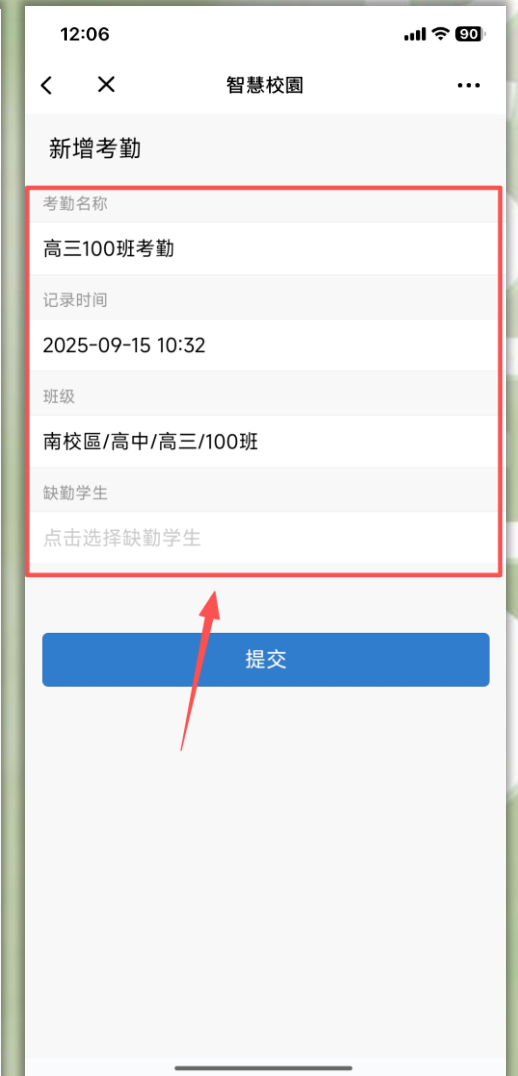 12:06
90
智慧校園
新增考勤
考勤名称
高三100班考勤
记录时间
2025-09-15 10:32
班级
南校區/高中/高三/100班
缺勤学生
点击选择缺勤学生
提交